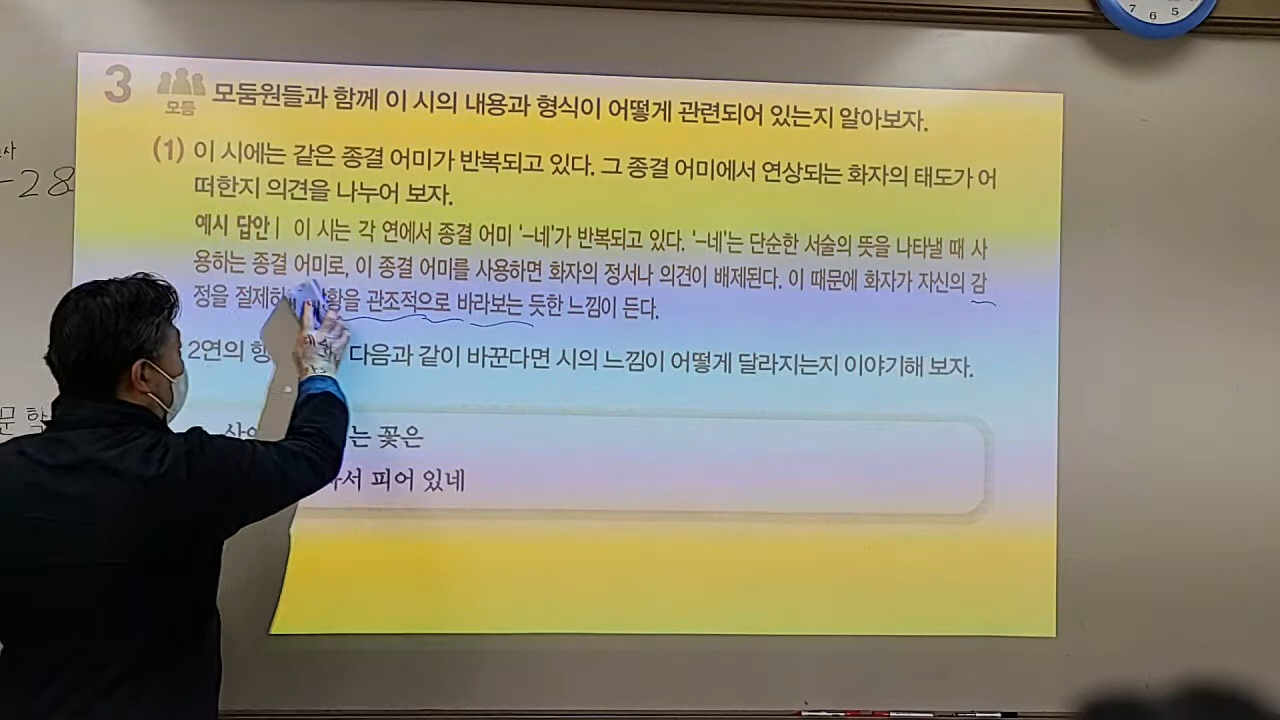 3 모둠 모둠원들과 함께 이 시의 내용과 형식이 어떻게 관련되어 있는지 알아보자.
(1) 이 시에는 같은 종결 어미가 반복되고 있다. 그 종결 어미에서 연상되는 화자의 태도가 어
떠한지 의견을 나누어 보자.
예시 답안 | 이 시는 각 연에서 종결 어미 '-네'가 반복되고 있다. '-네'는 단순한 서술의 뜻을 나타낼 때 사
용하는 종결 어미로, 이 종결 어미를 사용하면 화자의 정서나 의견이 배제된다. 이 때문에 화자가 자신의 감
정을 절제하 황을 관조적으로 바라보는 듯한 느낌이 든다.
2연의 행 다음과 같이 바꾼다면 시의 느낌이 어떻게 달라지는지 이야기해 보자.
는 꽃은
서 피어 있네
-28
문학
7 6 5